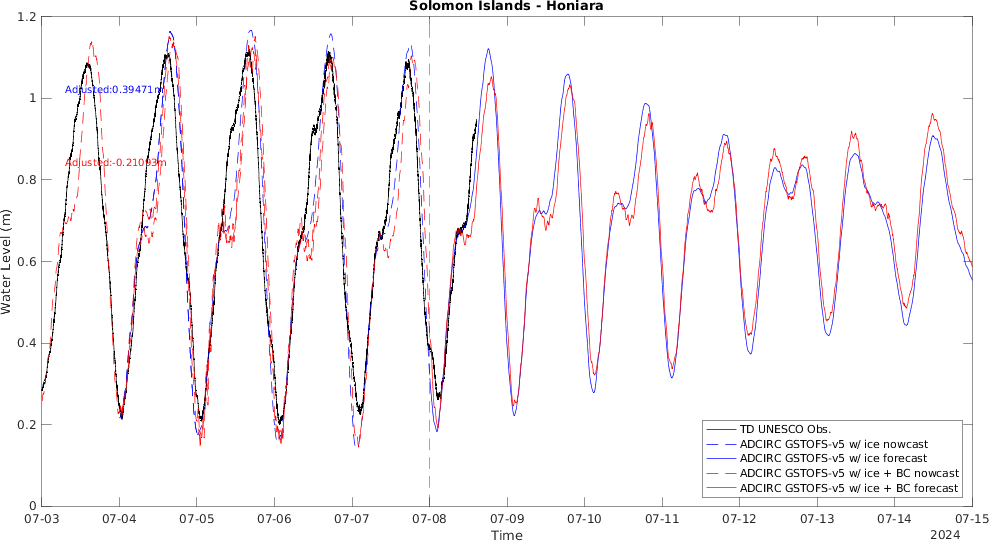 Solomon Islands - Honiara
1.2
1
0.8
0.6
0.4
0.2
0
Water Level (m)
Adjusted:0.39471m
Adjusted:-0.21093m
TD UNESCO Obs.
ADCIRC GSTOFS-v5 w/ ice nowcast
ADCIRC GSTOFS-v5 w/ ice forecast
ADCIRC GSTOFS-v5 w/ ice + BC nowcast
ADCIRC GSTOFS-v5 w/ ice + BC forecast
07-03 07-04 07-05 07-06 07-07 07-08 07-09 07-10 07-11 07-12 07-13 07-14 07-15
Time
2024